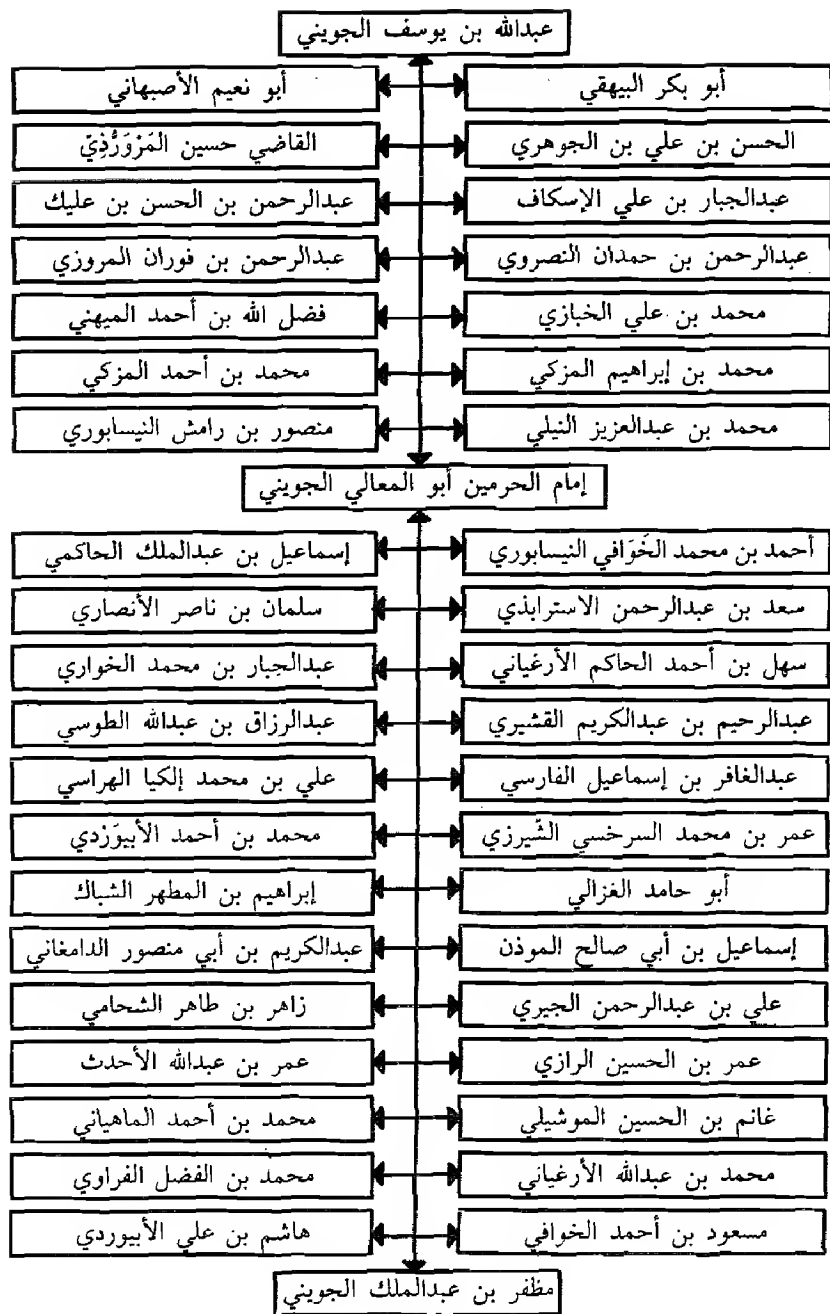 عبدالله بن يوسف الجويني
أبو بكر البيهقي
أبو نعيم الأصبهاني
الحسن بن علي بن الجوهري
القاضي حسين المَرْوَرُّذِيّ
عبدالجبار بن علي الإسكاف
عبدالرحمن بن الحسن بن عليك
عبدالرحمن بن حمدان النصروي
عبدالرحمن بن فوران المروزي
محمد بن علي الخبازي
فضل الله بن أحمد الميهني
محمد بن إبراهيم المزكي
محمد بن أحمد المزكي
محمد بن عبدالعزيز النيلي
منصور بن رامش النيسابوري
إمام الحرمين أبو المعالي الجويني
أحمد بن محمد الخَوَافي النيسابوري
إسماعيل بن عبدالملك الحاكمي
سعد بن عبدالرحمن الاسترابذي
سلمان بن ناصر الأنصاري
سهل بن أحمد الحاكم الأرغياني
عبدالجبار بن محمد الخواري
عبدالرحيم بن عبدالكريم القشيري
عبدالرزاق بن عبدالله الطوسي
عبدالغافر بن إسماعيل الفارسي
علي بن محمد إلكيا الهراسي
عمر بن محمد السرخسي الشِّيرزي
محمد بن أحمد الأبيوَزدي
أبو حامد الغزالي
إبراهيم بن المطهر الشباك
إسماعيل بن أبي صالح الموذن
عبدالكريم بن أبي منصور الدامغاني
علي بن عبدالرحمن الجيري
زاهر بن طاهر الشحامي
عمر بن الحسين الرازي
عمر بن عبدالله الأحدث
غانم بن الحسين الموشيلي
محمد بن أحمد الماهياني
محمد بن عبدالله الأرغياني
محمد بن الفضل الفراوي
مسعود بن أحمد الخوافي
هاشم بن علي الأبيوردي
مظفر بن عبدالملك الجويني